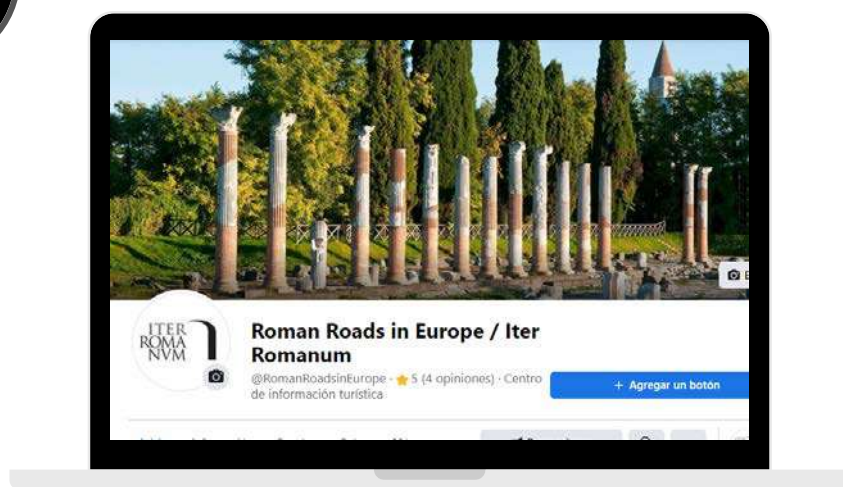 ITER
ROMA
NVM
Roman Roads in Europe / Iter
Romanum
@RomanRoadsinEurope · 5 (4 opiniones) · Centro
de información turística
+ Agregar un botón